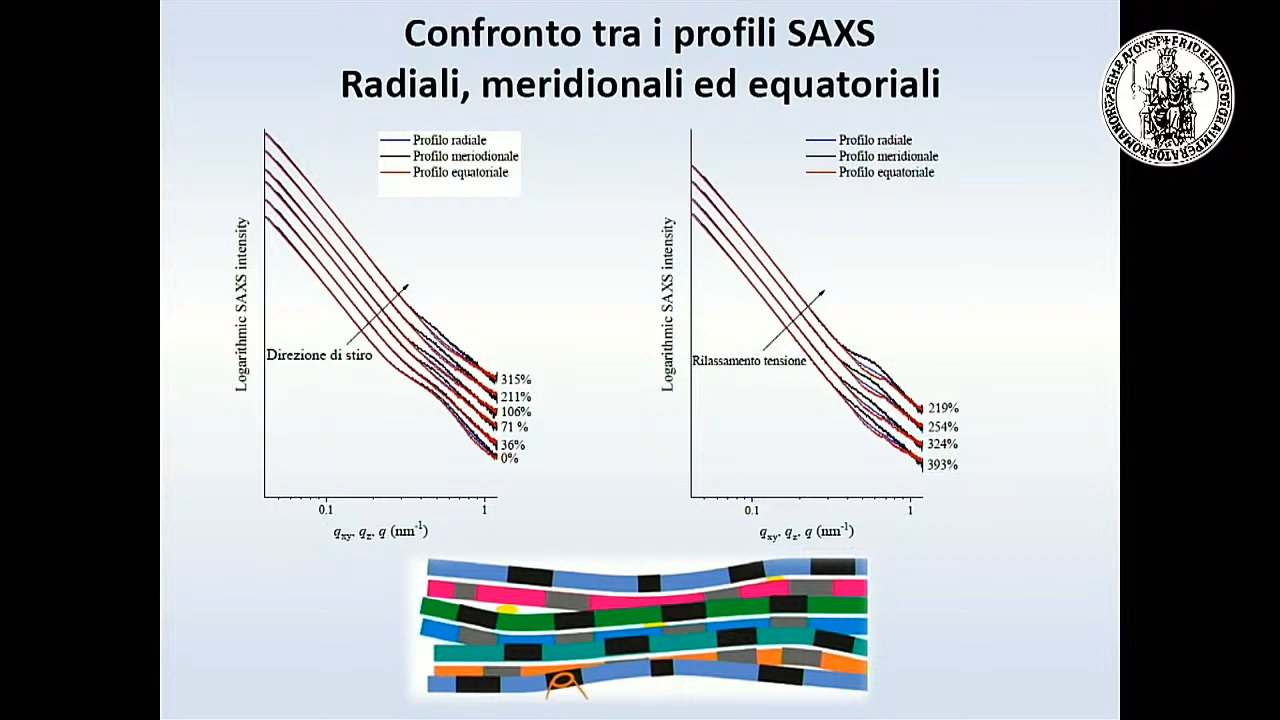 Confronto tra i profili SAXS
Radiali, meridionali ed equatoriali
Profilo radiale
Profilo meriodionale
Profilo equatoriale
Logarithmic SAXS intensity
Direzione di stiro
315%
211%
106%
71 %
36%
0%
0.1
1
qxy, qz, q (nm-1)
Profilo radiale
Profilo meridionale
Profilo equatoriale
Logarithmic SAXS intensity
Rilassamento tensione
219%
254%
324%
393%
0.1
1
qxy, qz, q (nm-1)